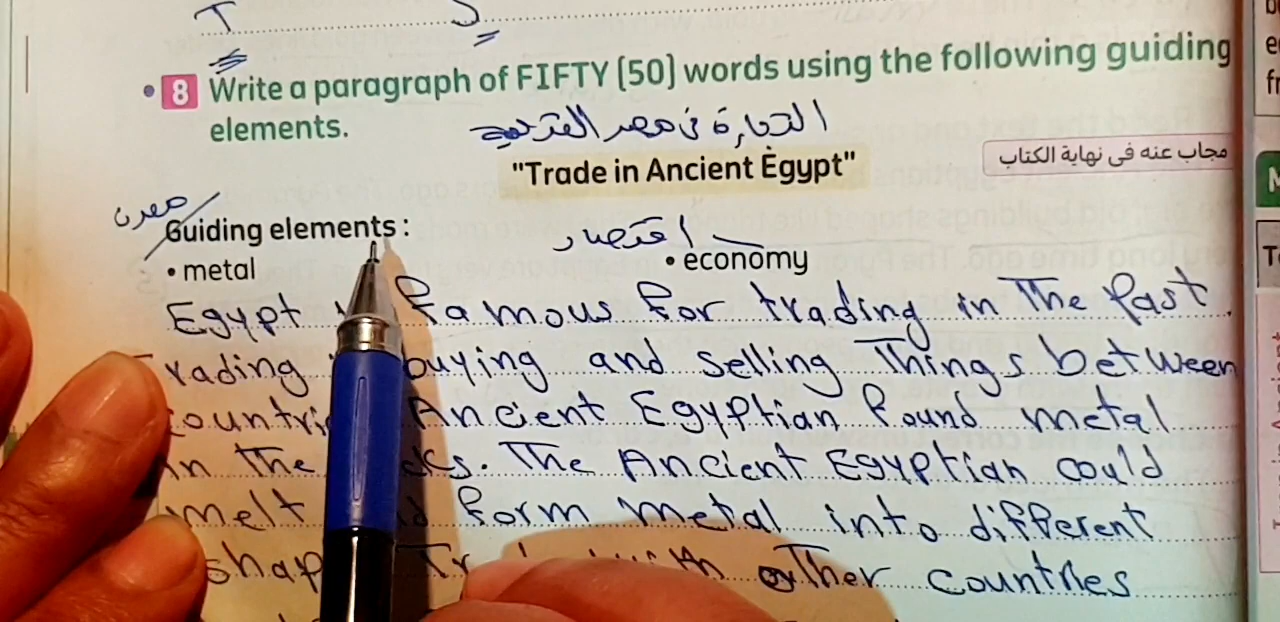 T
8 Write a paragraph of FIFTY (50) words using the following guiding
elements.
التجارة في مصر القديمة
"Trade in Ancient Egypt"
مجاب عنه فى نهاية الكتاب
معدن
Guiding elements :
اقتصاد
• metal • economy
Egypt famous for trading in The Past.
buying and selling Things between
Ancient Egyptian Found metal
in the The Ancient Egyptian could
melt form metal into different
other countries